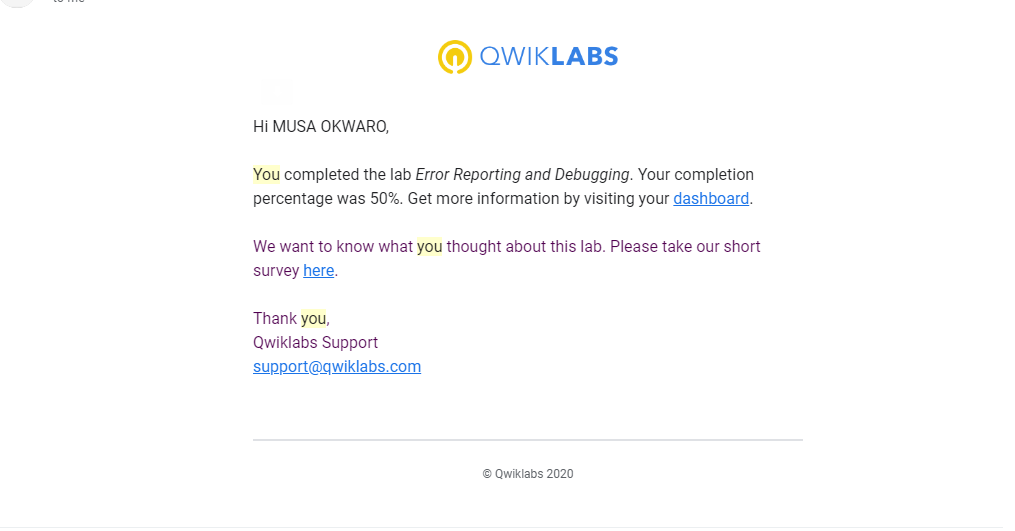 QWIKLABS
Hi MUSA OKWARO,
You completed the lab Error Reporting and Debugging. Your completion
percentage was 50%. Get more information by visiting your dashboard.
We want to know what you thought about this lab. Please take our short
survey here.
Thank you,
Qwiklabs Support
support@qwiklabs.com
© Qwiklabs 2020